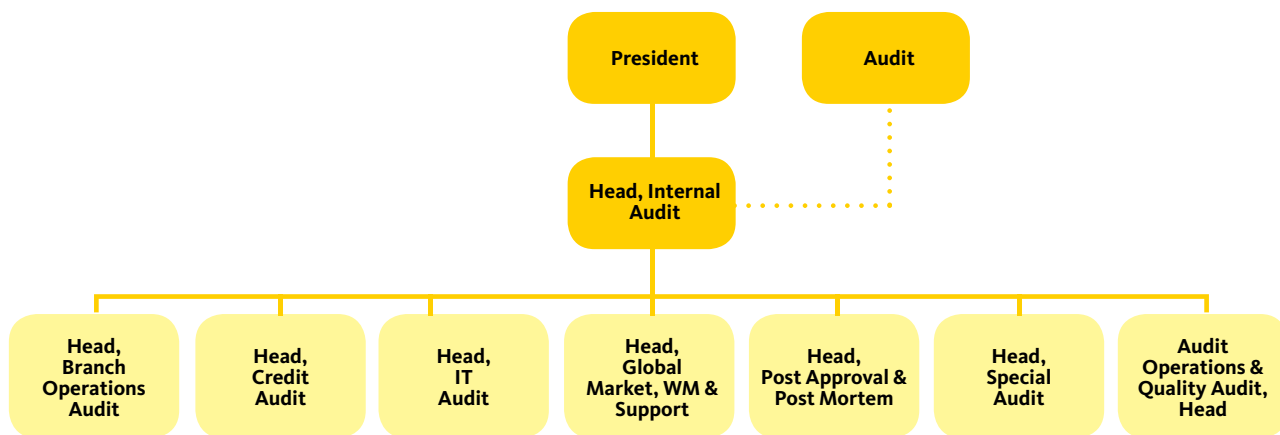 President
Audit
Head, Internal
Audit
Head,
Branch
Operations
Audit
Head,
Credit
Audit
Head,
IT
Audit
Head,
Global
Market, WM &
Support
Head,
Post Approval &
Post Mortem
Head,
Special
Audit
Audit
Operations &
Quality Audit,
Head